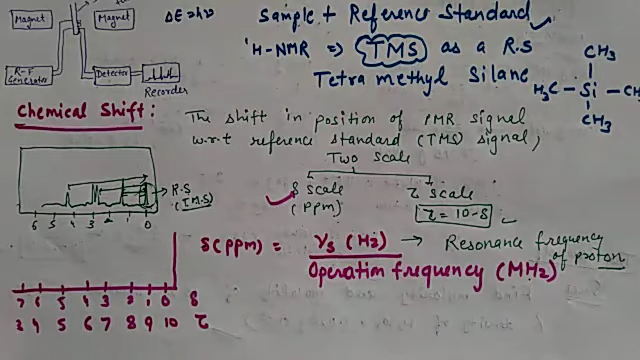 Magnet
Magnet
ΔE = hν
Sample + Reference Standard
¹H-NMR ⇒ TMS as a R.S
Tetra methyl Silane
R-F Generator
Detector
Recorder
CH₃
H₃C - Si - CH
CH₃
Chemical Shift :
The shift in position of PMR signal
w.r.t reference standard (TMS) signal,
Two Scale
δ Scale
(PPm)
τ Scale
τ = 10-δ
R.S
(T.M.S)
6 5 4 3 2 1 0
δ(PPm) = νs (Hz) / Operation frequency (MHz)
→ Resonance frequency
of proton
7 6 5 4 3 2 1 0 δ
3 4 5 6 7 8 9 10 τ